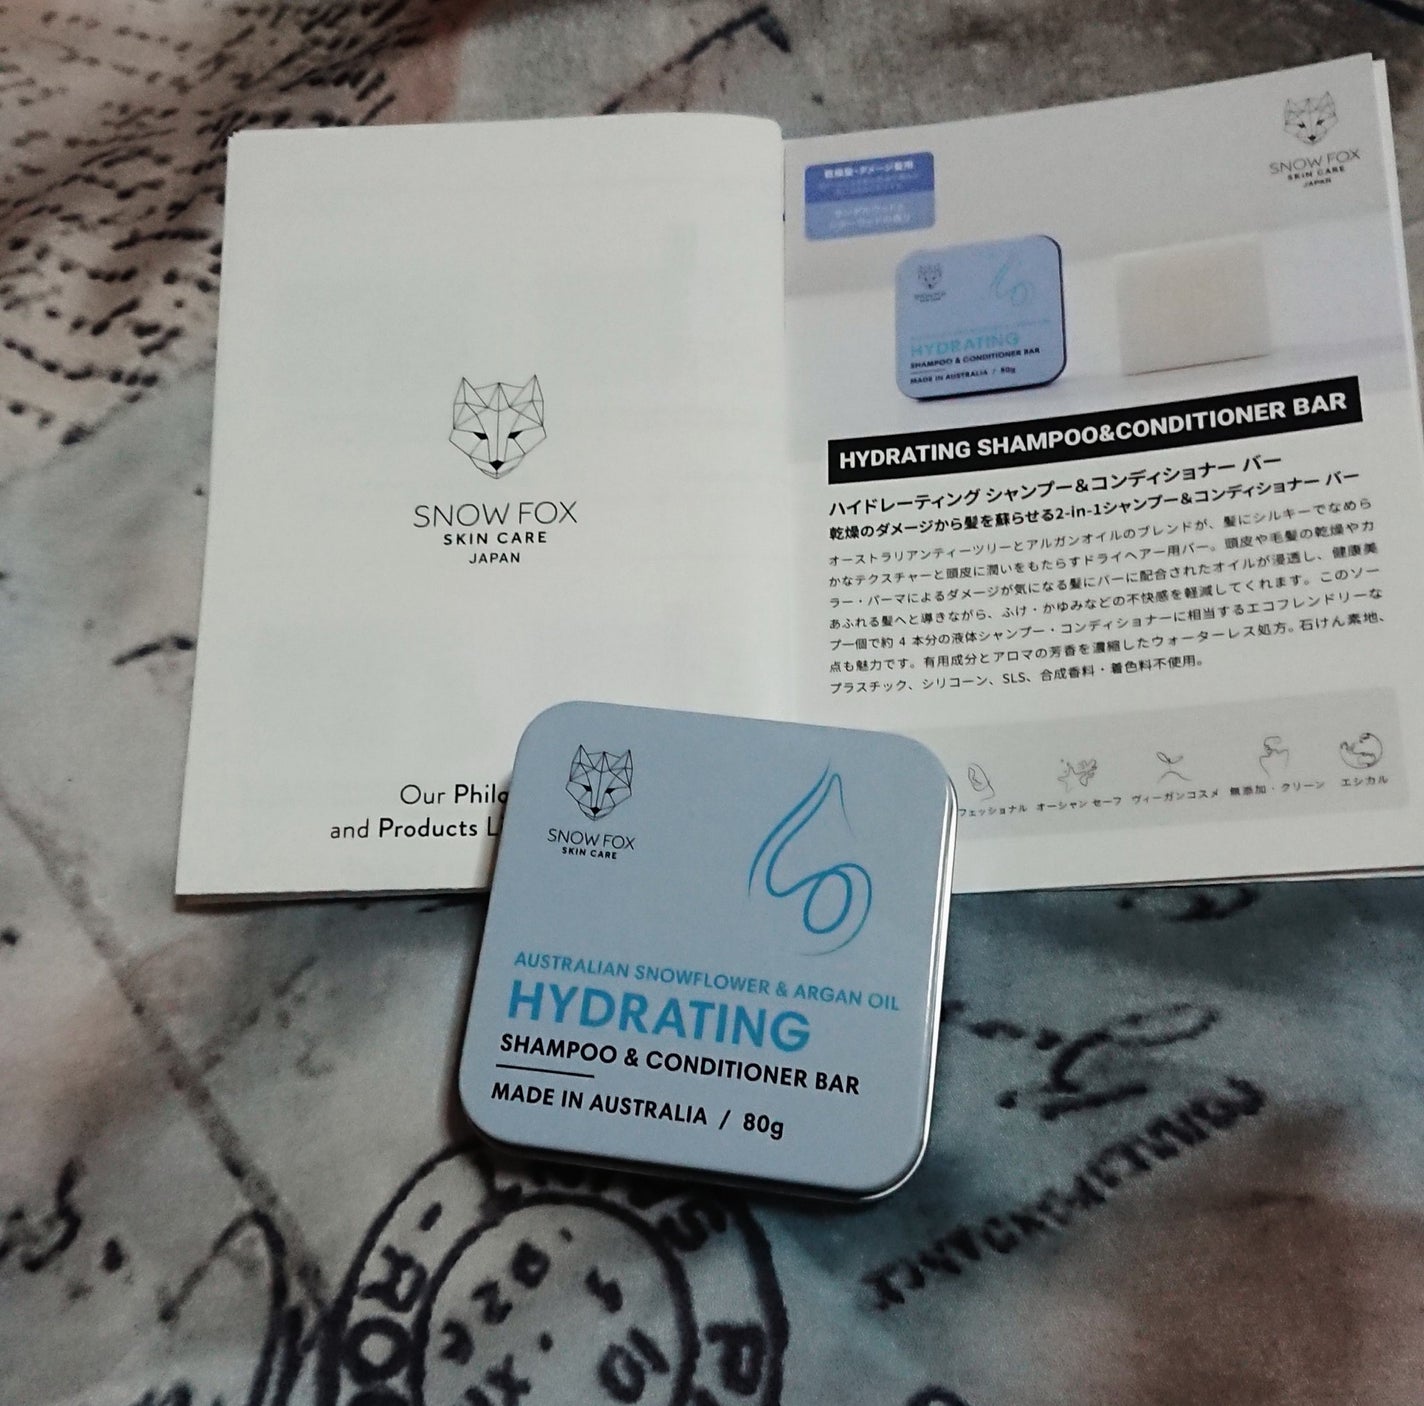 SNOW FOX
SKIN CARE
JAPAN
Our Philo
and Products L
SNOW FOX
SKIN CARE
JAPAN
乾燥髪・ダメージ髪用
HYDRATING
SHAMPOO & CONDITIONER BAR
MADE IN AUSTRALIA / 80g
HYDRATING SHAMPOO&CONDITIONER BAR
ハイドレーティング シャンプー&コンディショナー バー
乾燥のダメージから髪を蘇らせる2-in-1シャンプー&コンディショナー バー
オーストラリアンティーツリーとアルガンオイルのブレンドが、髪にシルキーでなめら
かなテクスチャーと頭皮に潤いをもたらすドライヘアー用バー。頭皮や毛髪の乾燥やカ
ラー・パーマによるダメージが気になる髪にバーに配合されたオイルが浸透し、健康美
あふれる髪へと導きながら、ふけ・かゆみなどの不快感を軽減してくれます。このソー
プ一個で約 4 本分の液体シャンプー・コンディショナーに相当するエコフレンドリーな
点も魅力です。有用成分とアロマの芳香を濃縮したウォーターレス処方。石けん素地、
プラスチック、シリコーン、SLS、合成香料・着色料不使用。
フェッショナル オーシャン セーフ ヴィーガンコスメ 無添加・クリーン エシカル
SNOW FOX
SKIN CARE
AUSTRALIAN SNOWFLOWER & ARGAN OIL
HYDRATING
SHAMPOO & CONDITIONER BAR
MADE IN AUSTRALIA / 80g